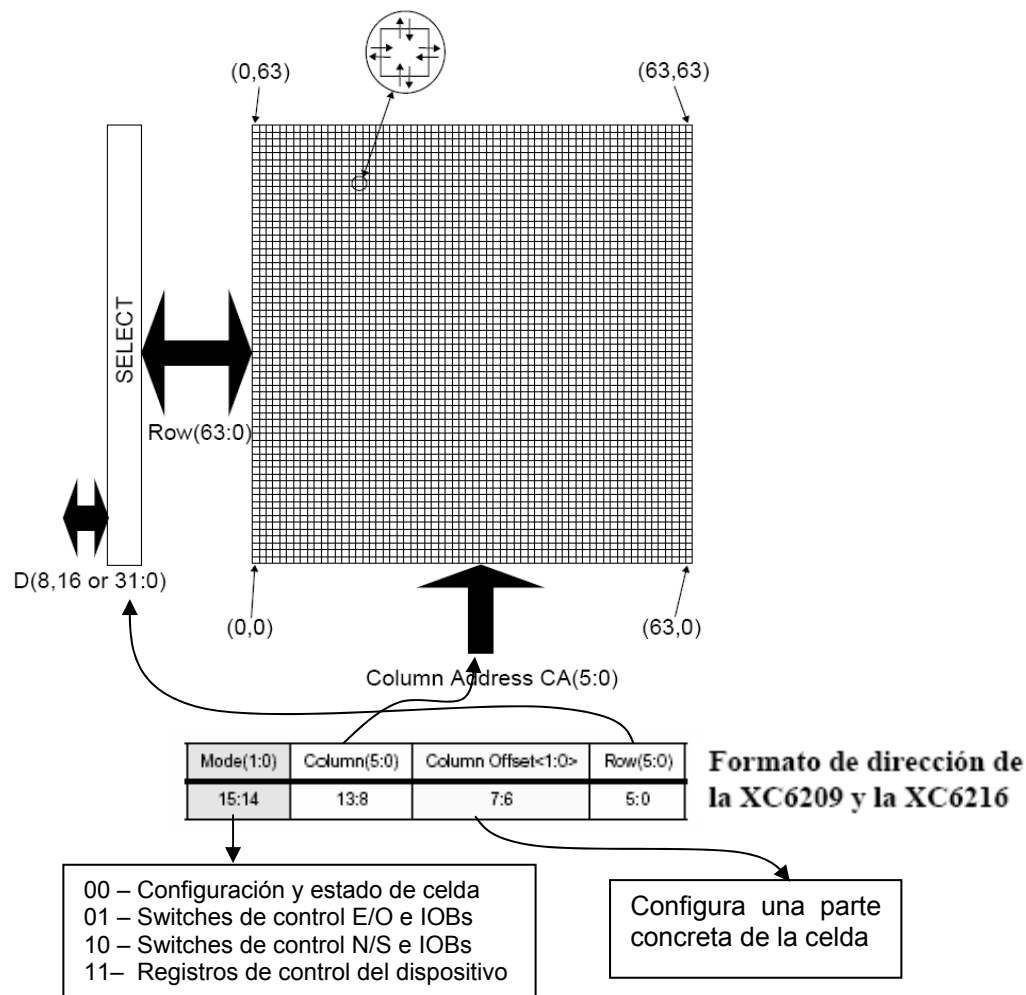 (0,63)
(63,63)
SELECT
Row(63:0)
D(8,16 or 31:0)
(0,0)
(63,0)
Column Address CA(5:0)
Mode(1:0) Column(5:0) Column Offset<1:0> Row(5:0)
15:14 13:8 7:6 5:0
Formato de dirección de
la XC6209 y la XC6216
00 – Configuración y estado de celda
01 – Switches de control E/O e IOBs
10 – Switches de control N/S e IOBs
11– Registros de control del dispositivo
Configura una parte
concreta de la celda